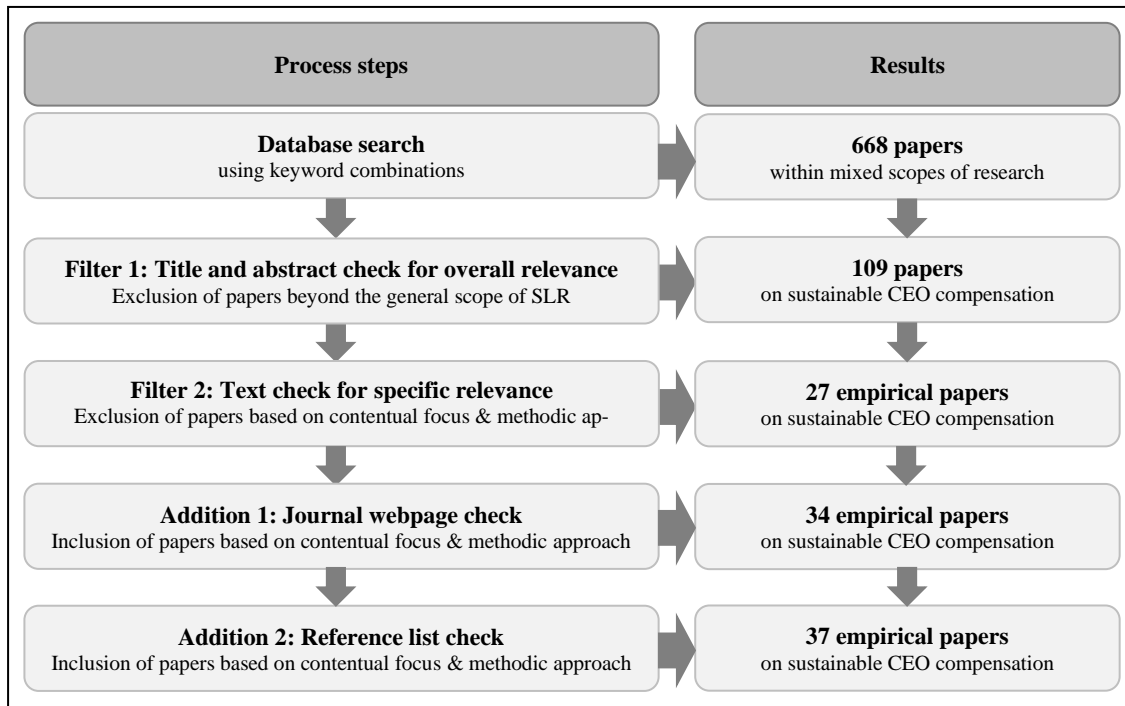 Process steps
Results
Database search
using keyword combinations
668 papers
within mixed scopes of research
Filter 1: Title and abstract check for overall relevance
Exclusion of papers beyond the general scope of SLR
109 papers
on sustainable CEO compensation
Filter 2: Text check for specific relevance
Exclusion of papers based on contentual focus & methodic ap-
27 empirical papers
on sustainable CEO compensation
Addition 1: Journal webpage check
Inclusion of papers based on contentual focus & methodic approach
34 empirical papers
on sustainable CEO compensation
Addition 2: Reference list check
Inclusion of papers based on contentual focus & methodic approach
37 empirical papers
on sustainable CEO compensation